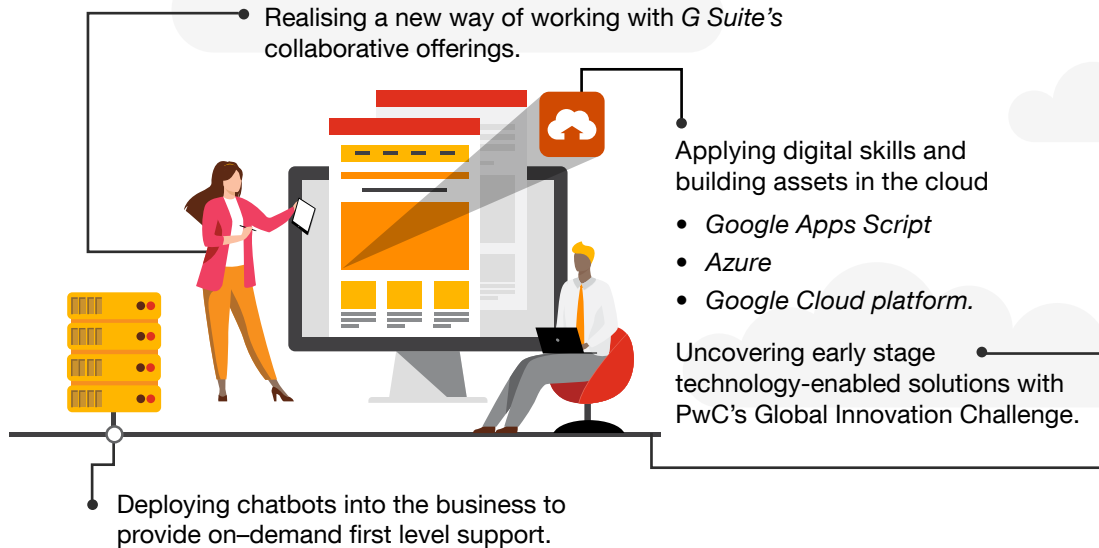 Realising a new way of working with G Suite's
collaborative offerings.
Applying digital skills and
building assets in the cloud
• Google Apps Script
• Azure
• Google Cloud platform.
Uncovering early stage
technology-enabled solutions with
PwC's Global Innovation Challenge.
Deploying chatbots into the business to
provide on–demand first level support.